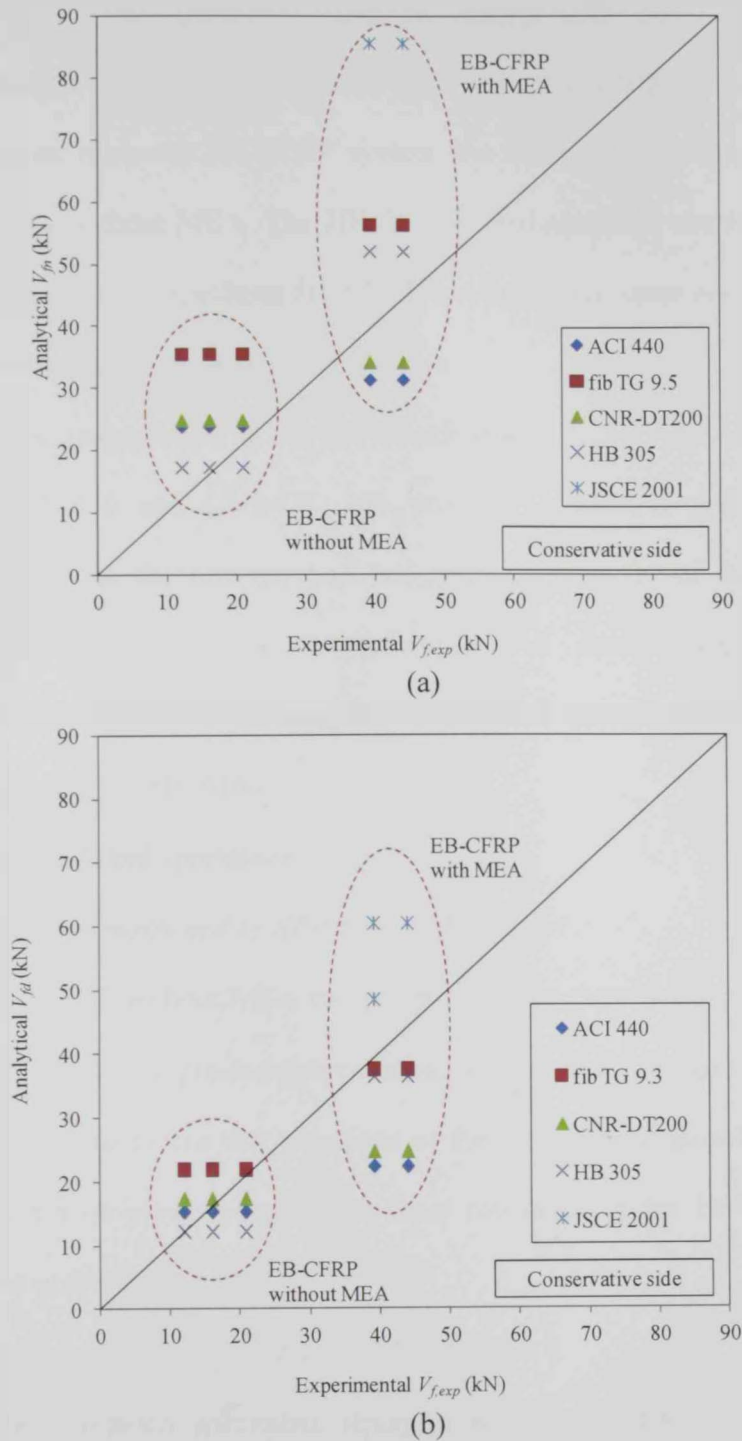 90
80
70
60
50
40
30
20
10
0
Analytical V_fn (kN)
EB-CFRP
with MEA
ACI 440
fib TG 9.5
CNR-DT200
HB 305
JSCE 2001
EB-CFRP
without MEA
Conservative side
0 10 20 30 40 50 60 70 80 90
Experimental V_f,exp (kN)
(a)
90
80
70
60
50
40
30
20
10
0
Analytical V_fd (kN)
EB-CFRP
with MEA
ACI 440
fib TG 9.3
CNR-DT200
HB 305
JSCE 2001
EB-CFRP
without MEA
Conservative side
0 10 20 30 40 50 60 70 80 90
Experimental V_f,exp (kN)
(b)